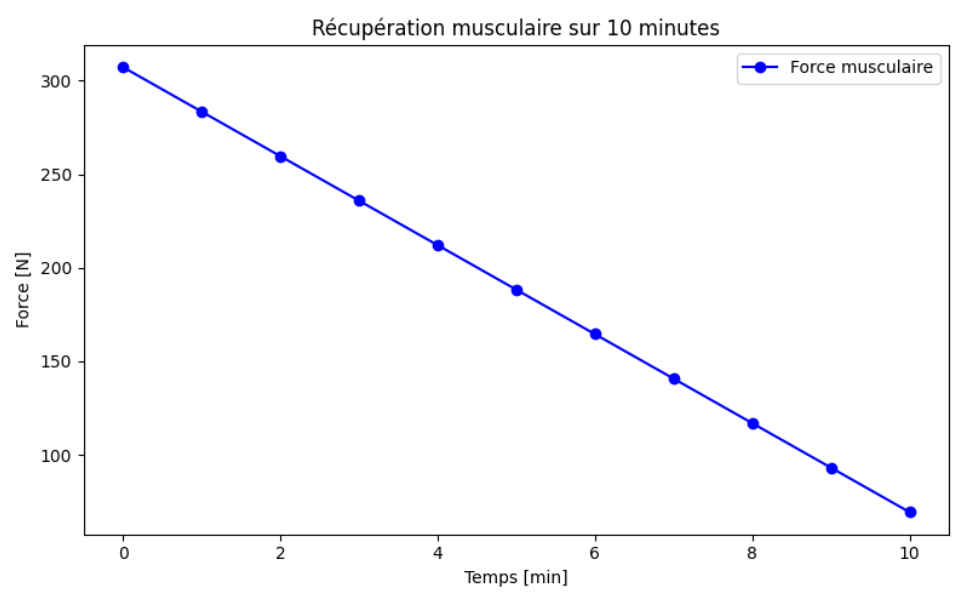 Récupération musculaire sur 10 minutes
Force musculaire
300
250
200
150
100
Force [N]
0 2 4 6 8 10
Temps [min]